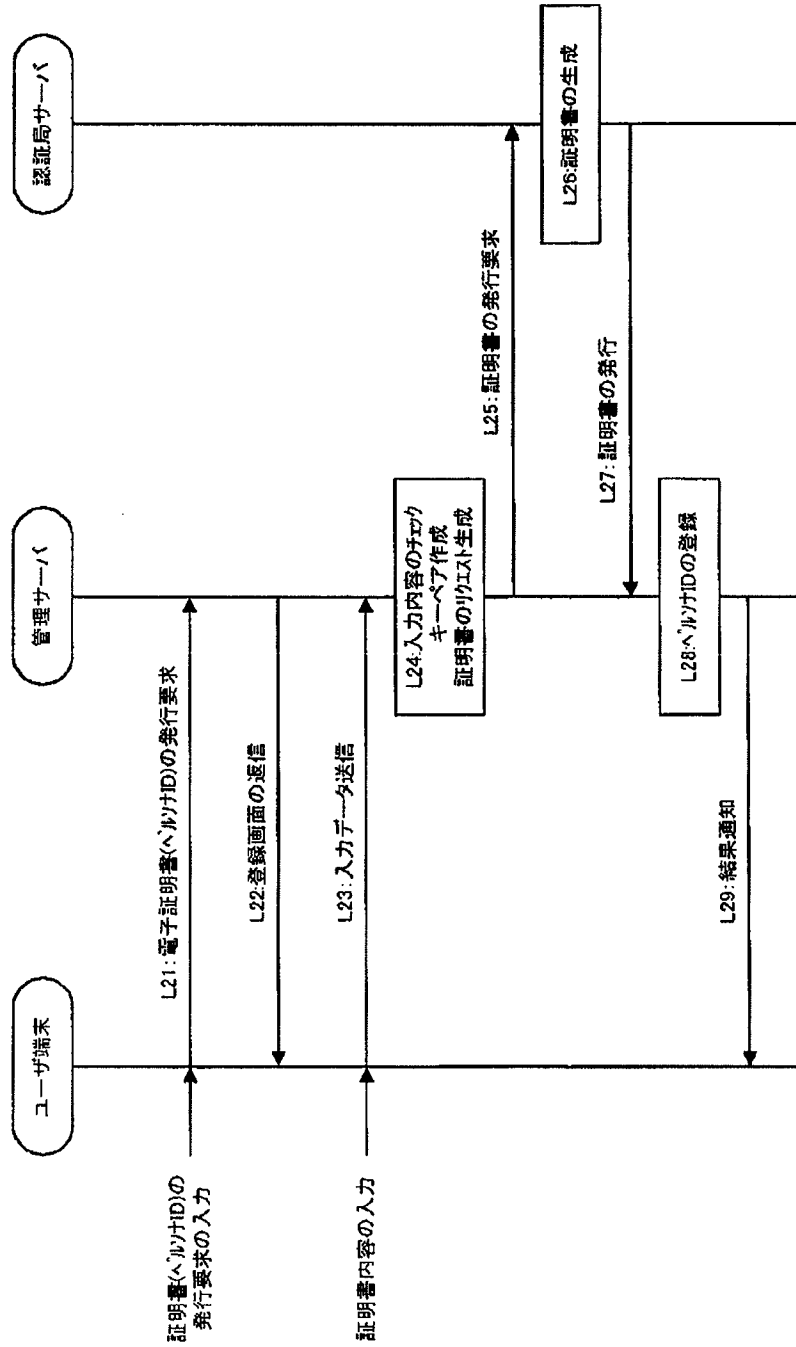 ユーザ端末
管理サーバ
認証局サーバ
証明書(ペルソナID)の
発行要求の入力
L21:電子証明書(ペルソナID)の発行要求
L22:登録画面の返信
証明書内容の入力
L23:入力データ送信
L24:入力内容のチェック
キーペア作成
証明書のリクエスト生成
L25:証明書の発行要求
L26:証明書の生成
L27:証明書の発行
L28:ペルソナIDの登録
L29:結果通知